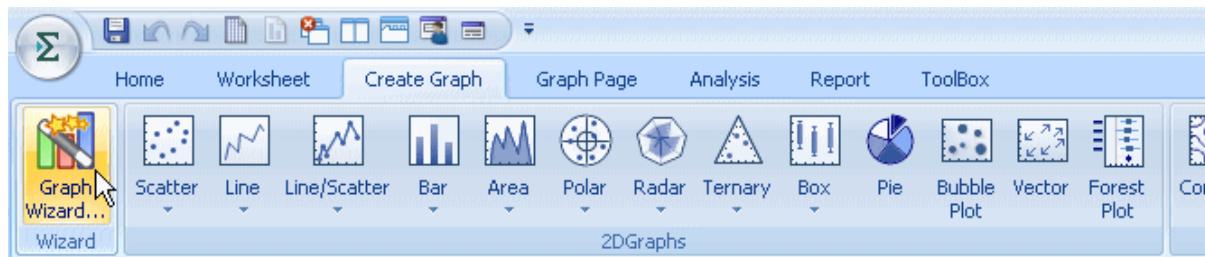 Σ
Home Worksheet Create Graph Graph Page Analysis Report ToolBox
Graph Wizard...
Scatter Line Line/Scatter Bar Area Polar Radar Ternary Box Pie Bubble Plot Vector Forest Plot
Wizard 2DGraphs